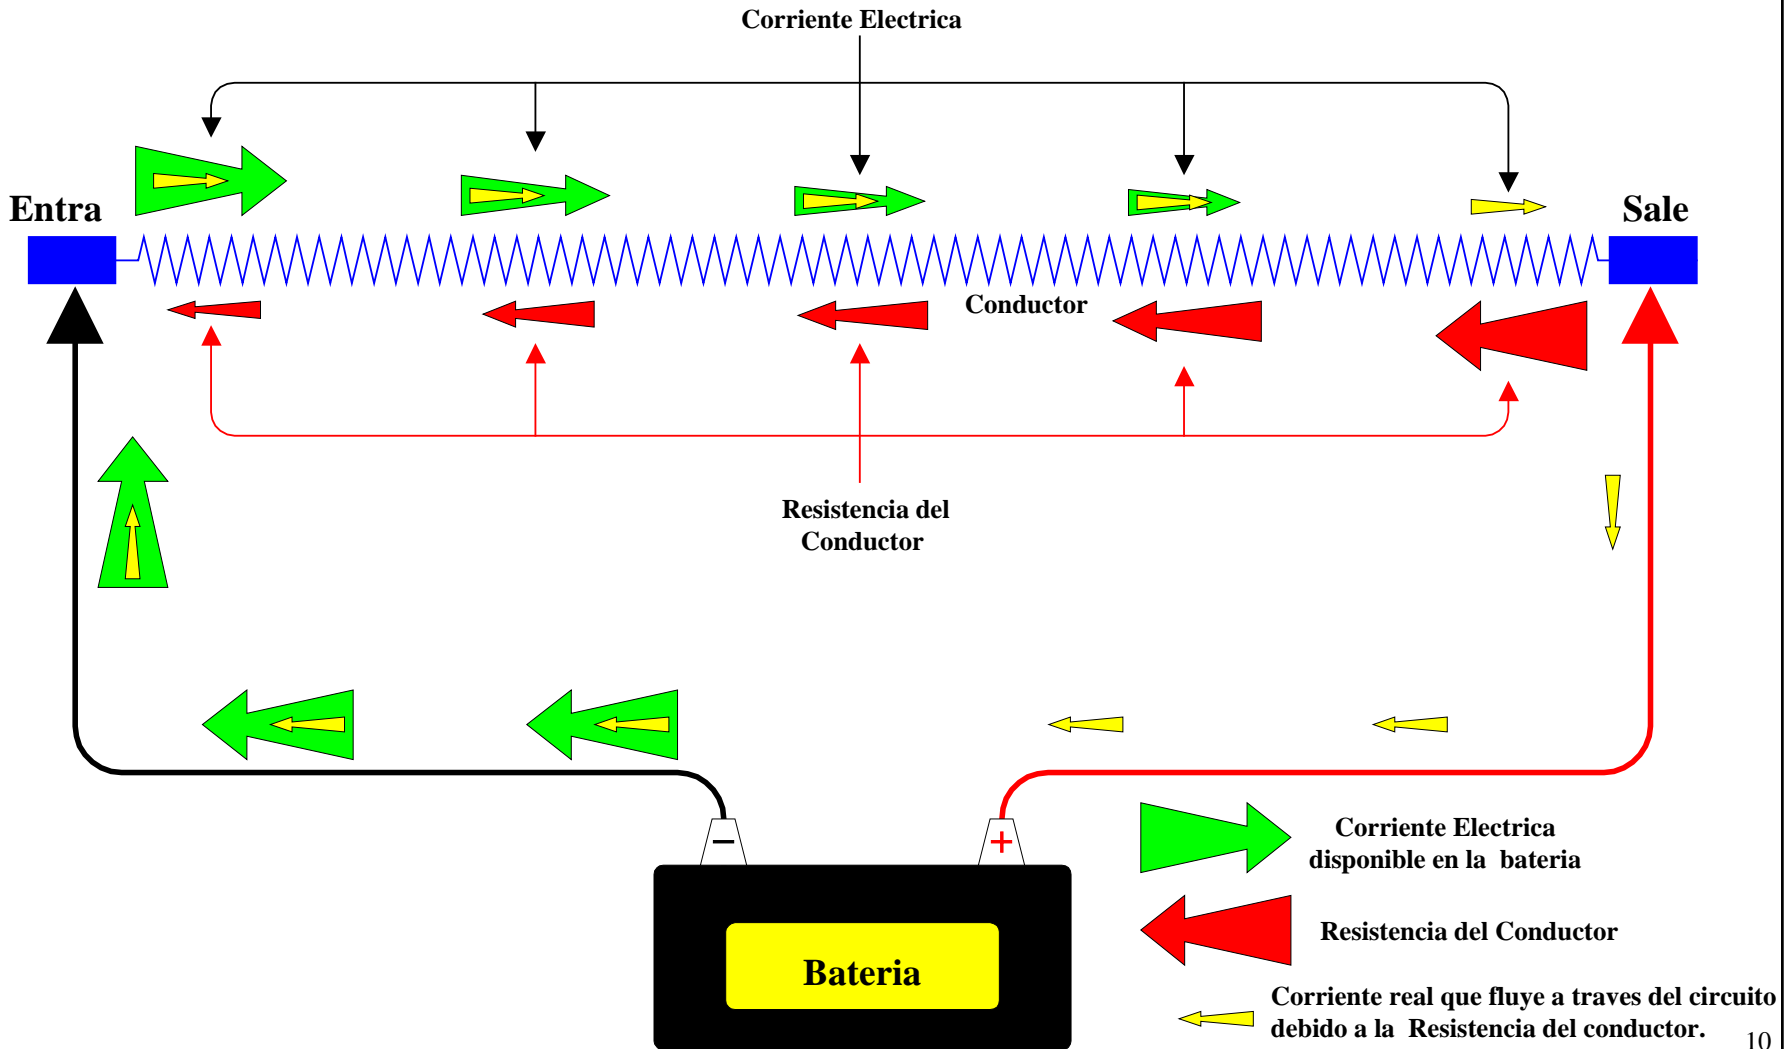 Corriente Electrica
Entra
Sale
Conductor
Resistencia del
Conductor
−
+
Bateria
Corriente Electrica
disponible en la bateria
Resistencia del Conductor
Corriente real que fluye a traves del circuito
debido a la Resistencia del conductor.
10